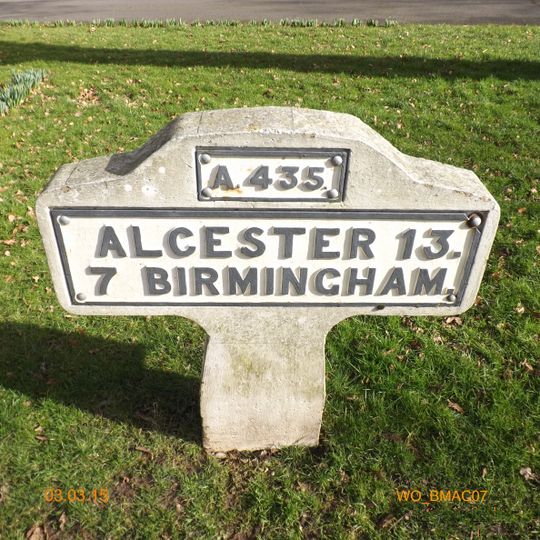 A.435.
ALCESTER 13.
7 BIRMINGHAM.
03.03.15
WO_BMAC07